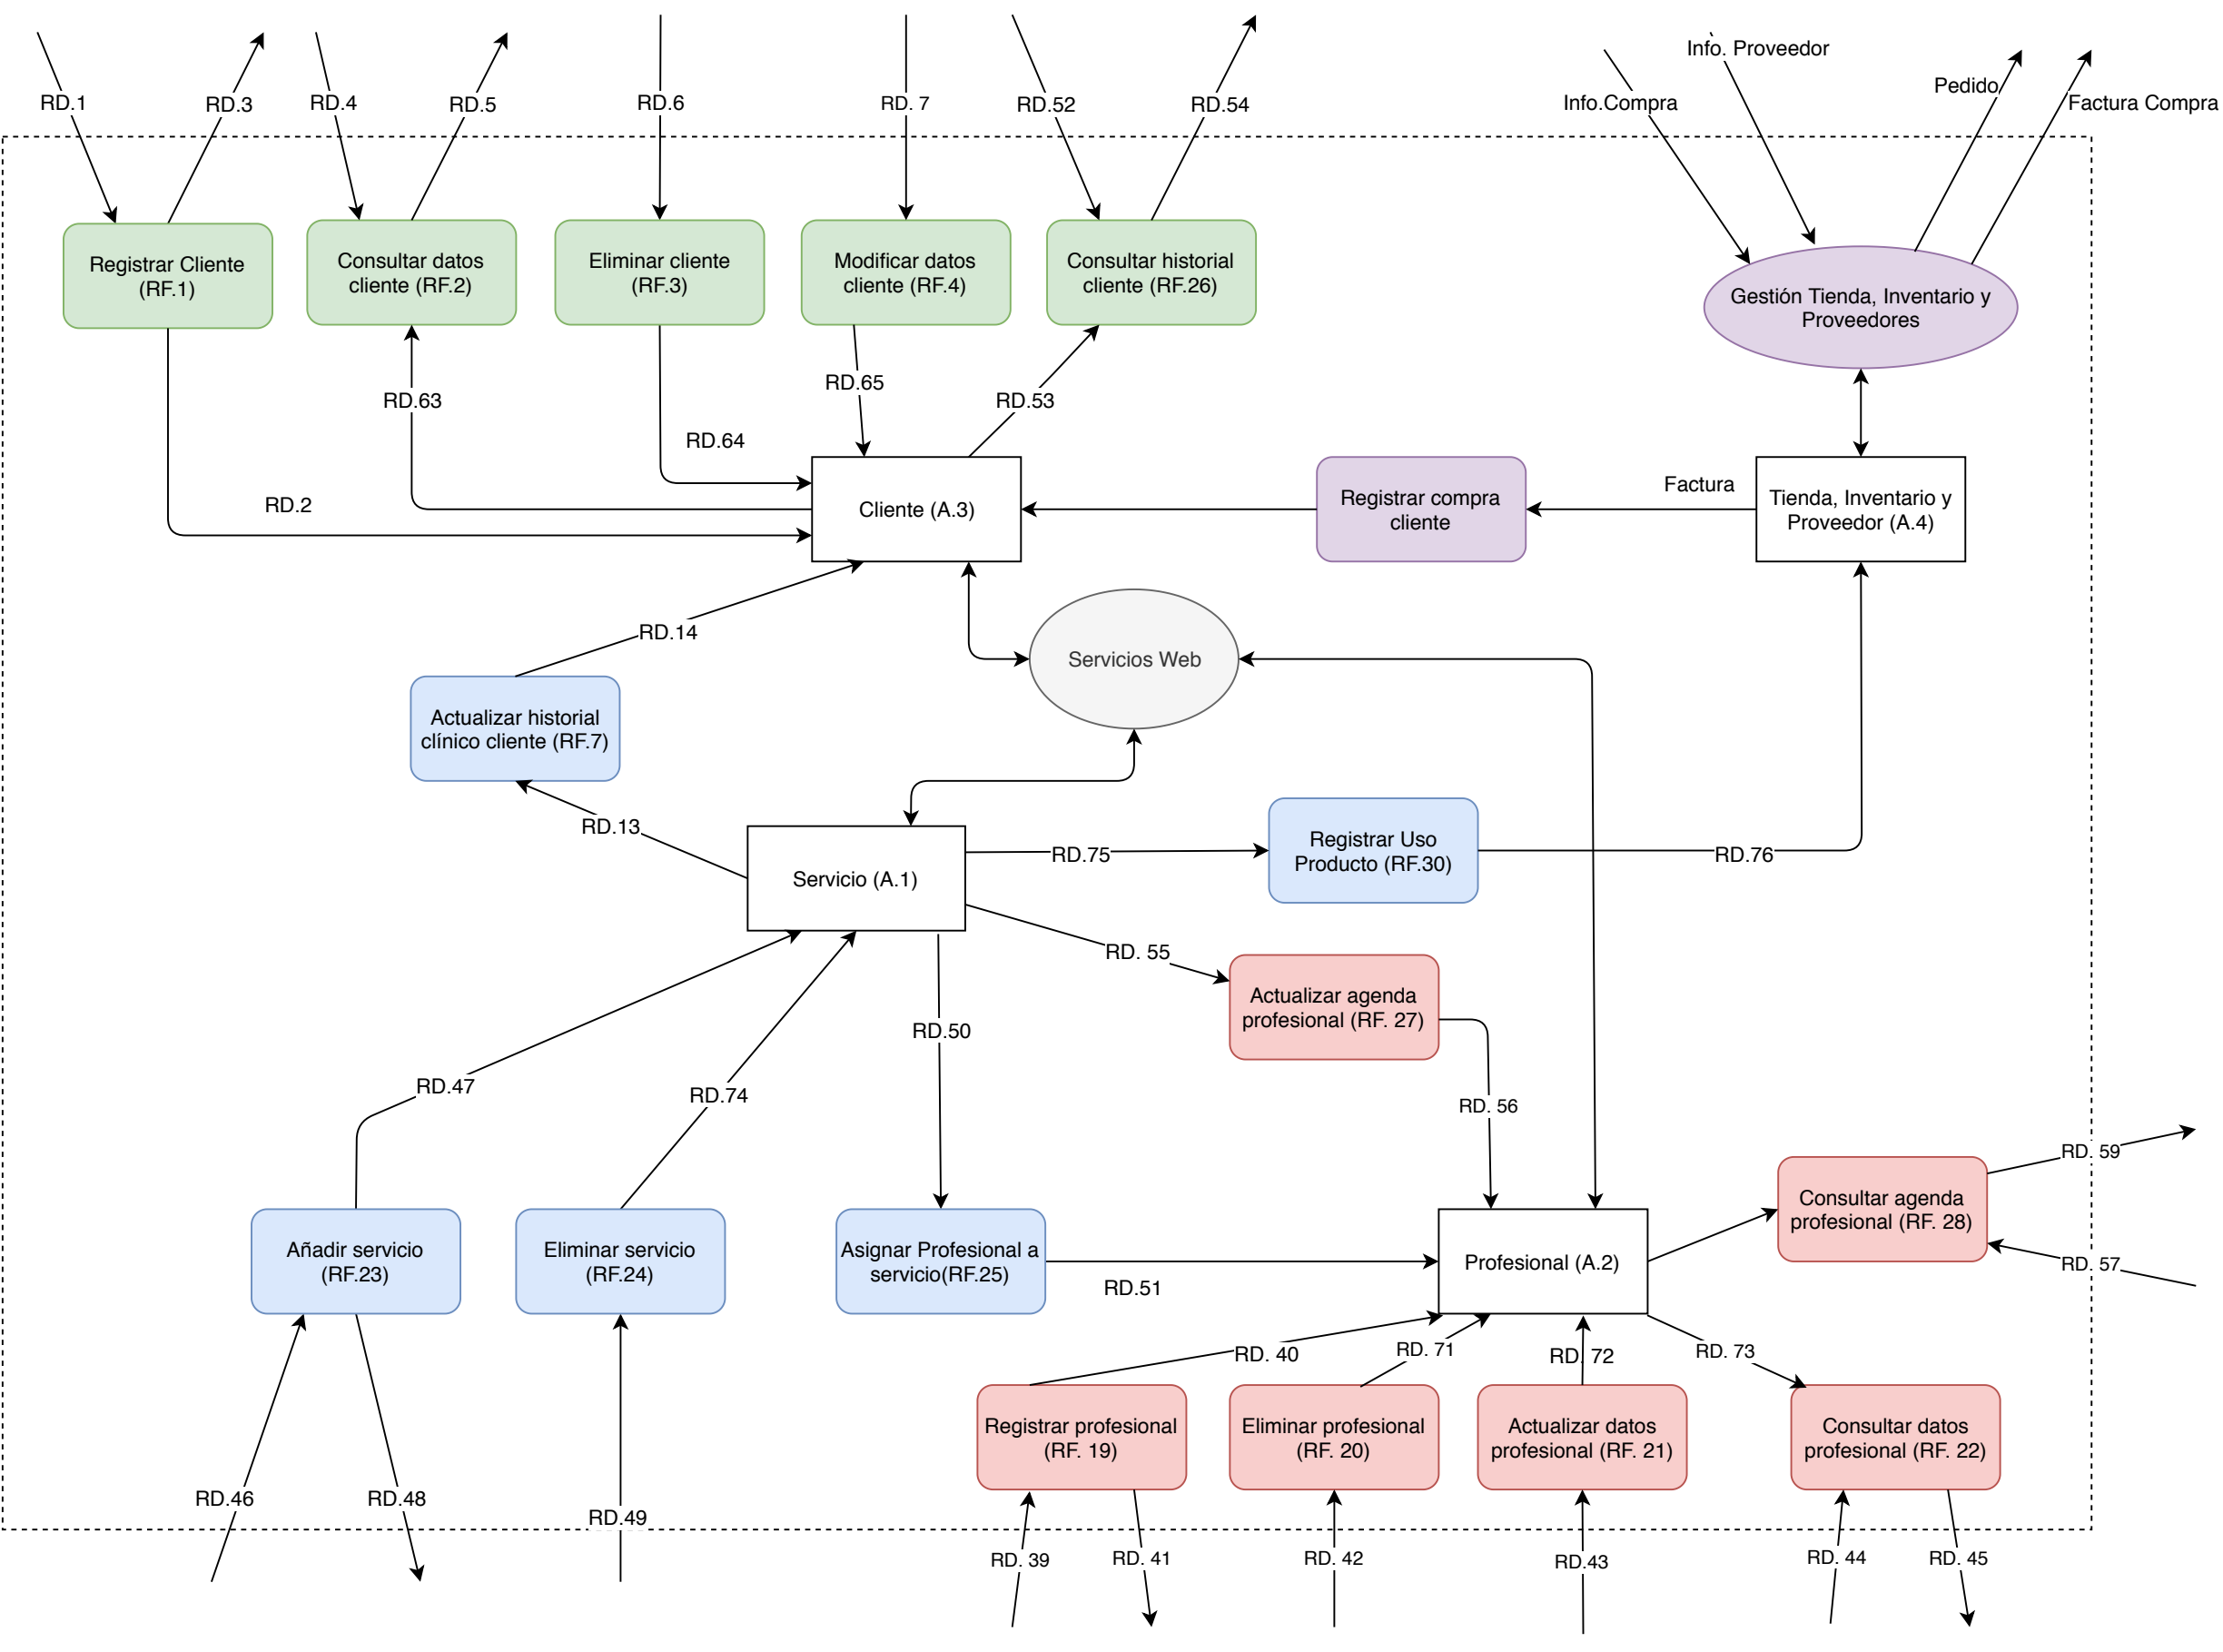 Info. Proveedor
Pedido
RD.1
RD.3
RD.4
RD.5
RD.6
RD. 7
RD.52
RD.54
Info.Compra
Factura Compra
Registrar Cliente
(RF.1)
Consultar datos
cliente (RF.2)
Eliminar cliente
(RF.3)
Modificar datos
cliente (RF.4)
Consultar historial
cliente (RF.26)
Gestión Tienda, Inventario y
Proveedores
RD.65
RD.63
RD.53
RD.64
RD.2
Cliente (A.3)
Registrar compra
cliente
Factura
Tienda, Inventario y
Proveedor (A.4)
RD.14
Servicios Web
Actualizar historial
clínico cliente (RF.7)
RD.13
Servicio (A.1)
RD.75
Registrar Uso
Producto (RF.30)
RD.76
RD. 55
Actualizar agenda
profesional (RF. 27)
RD.50
RD.47
RD.74
RD. 56
RD. 59
Consultar agenda
profesional (RF. 28)
RD. 57
Añadir servicio
(RF.23)
Eliminar servicio
(RF.24)
Asignar Profesional a
servicio(RF.25)
RD.51
Profesional (A.2)
RD. 40
RD. 71
RD. 72
RD. 73
Registrar profesional
(RF. 19)
Eliminar profesional
(RF. 20)
Actualizar datos
profesional (RF. 21)
Consultar datos
profesional (RF. 22)
RD.46
RD.48
RD.49
RD. 39
RD. 41
RD. 42
RD.43
RD. 44
RD. 45